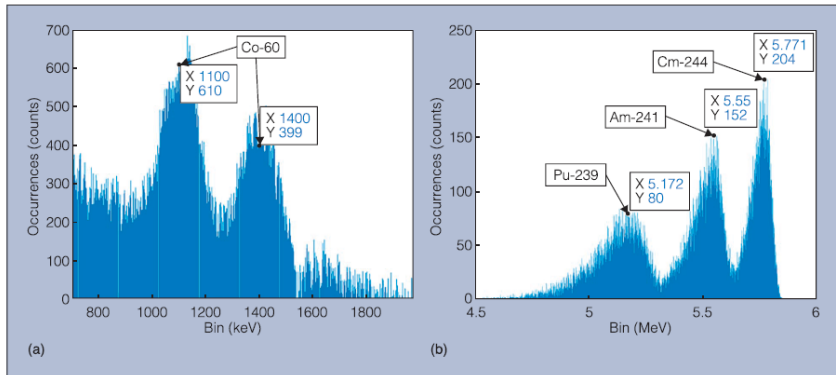 700
600
500
400
300
200
100
0
Occurrences (counts)
Co-60
X 1100
Y 610
X 1400
Y 399
800
1000
1200
1400
1600
1800
Bin (keV)
(a)
250
200
150
100
50
0
Occurrences (counts)
X 5.771
Y 204
Cm-244
X 5.55
Y 152
Am-241
Pu-239
X 5.172
Y 80
4.5
5
5.5
6
Bin (MeV)
(b)